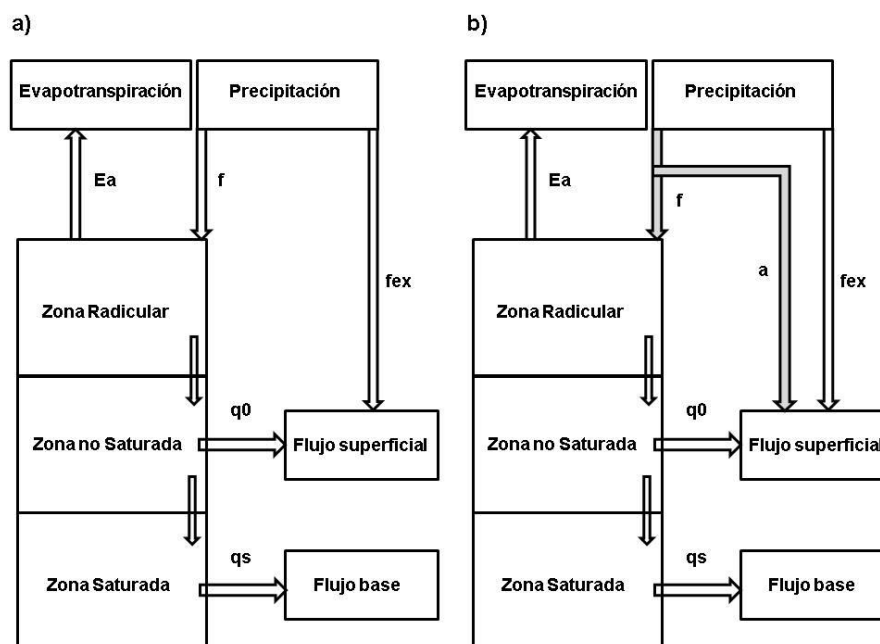 a)
Evapotranspiración
Precipitación
Ea
f
fex
Zona Radicular
q0
Zona no Saturada
Flujo superficial
qs
Zona Saturada
Flujo base
b)
Evapotranspiración
Precipitación
Ea
f
a
fex
Zona Radicular
q0
Zona no Saturada
Flujo superficial
qs
Zona Saturada
Flujo base